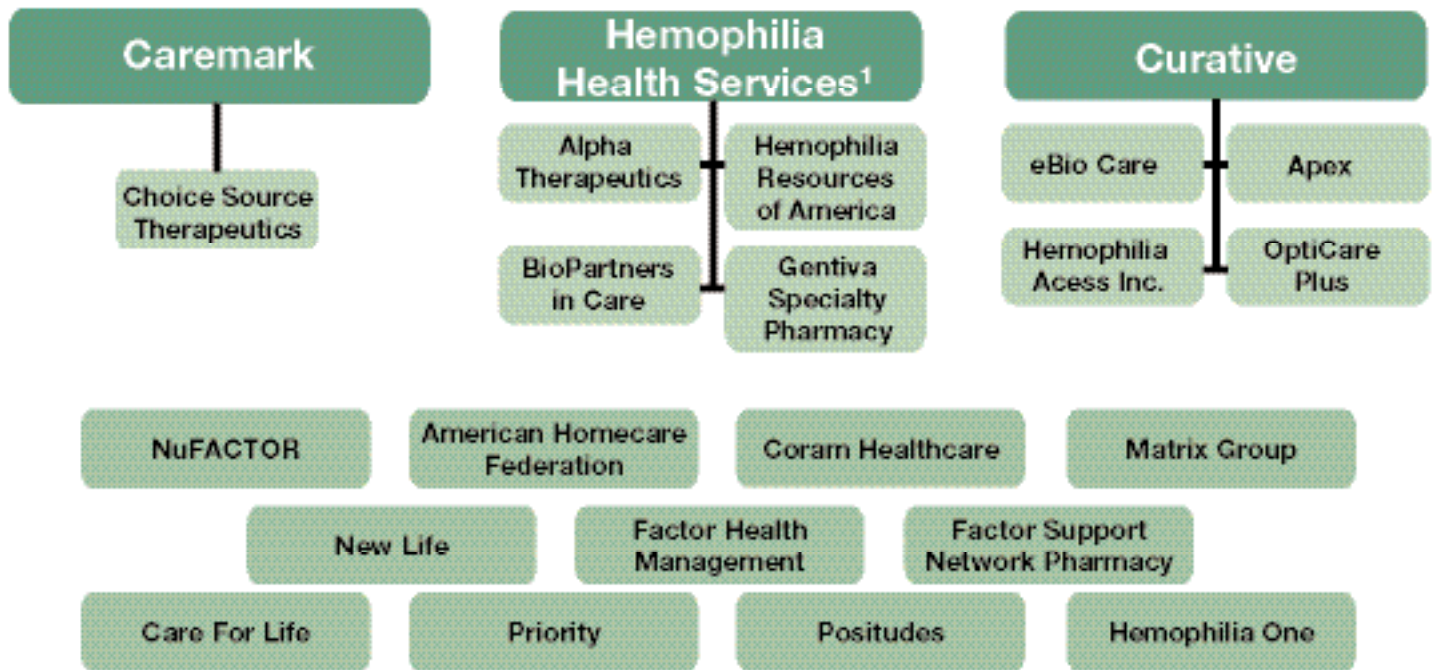 Caremark
Hemophilia
Health Services¹
Curative
Choice Source
Therapeutics
Alpha
Therapeutics
Hemophilia
Resources
of America
BioPartners
in Care
Gentiva
Specialty
Pharmacy
eBio Care
Apex
Hemophilia
Acess Inc.
OptiCare
Plus
NuFACTOR
American Homecare
Federation
Coram Healthcare
Matrix Group
New Life
Factor Health
Management
Factor Support
Network Pharmacy
Care For Life
Priority
Positudes
Hemophilia One